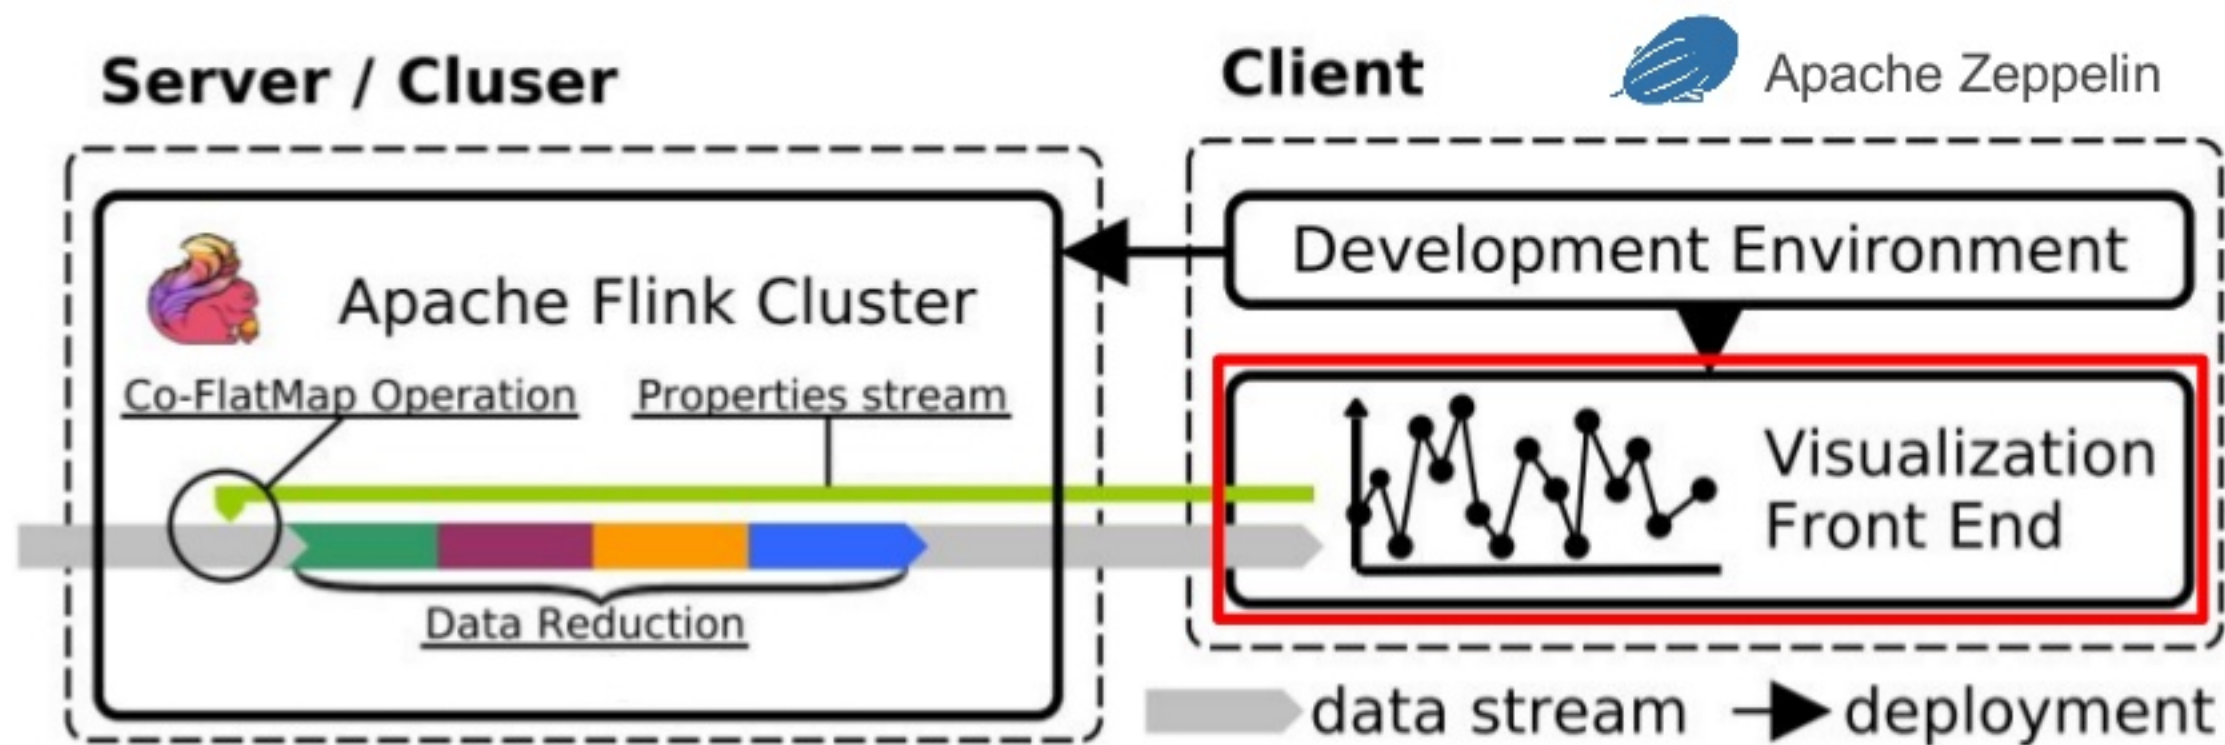 Server / Cluser
Client
Apache Zeppelin
Development Environment
Apache Flink Cluster
Co-FlatMap Operation
Properties stream
Visualization
Front End
Data Reduction
data stream
deployment